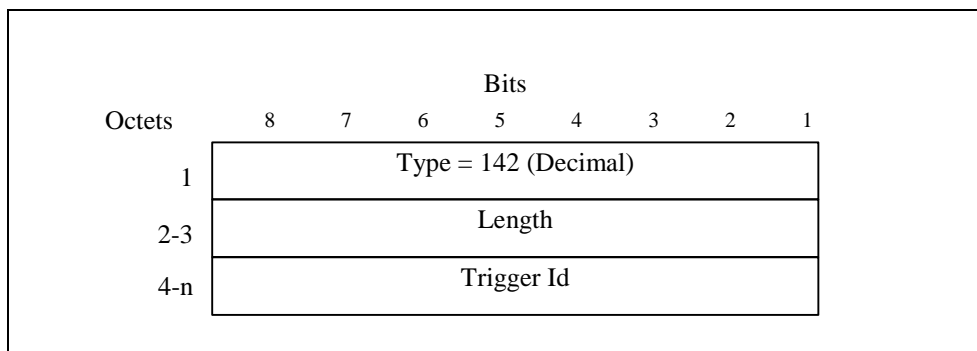 Bits
Octets 8 7 6 5 4 3 2 1
1 Type = 142 (Decimal)
2-3 Length
4-n Trigger Id